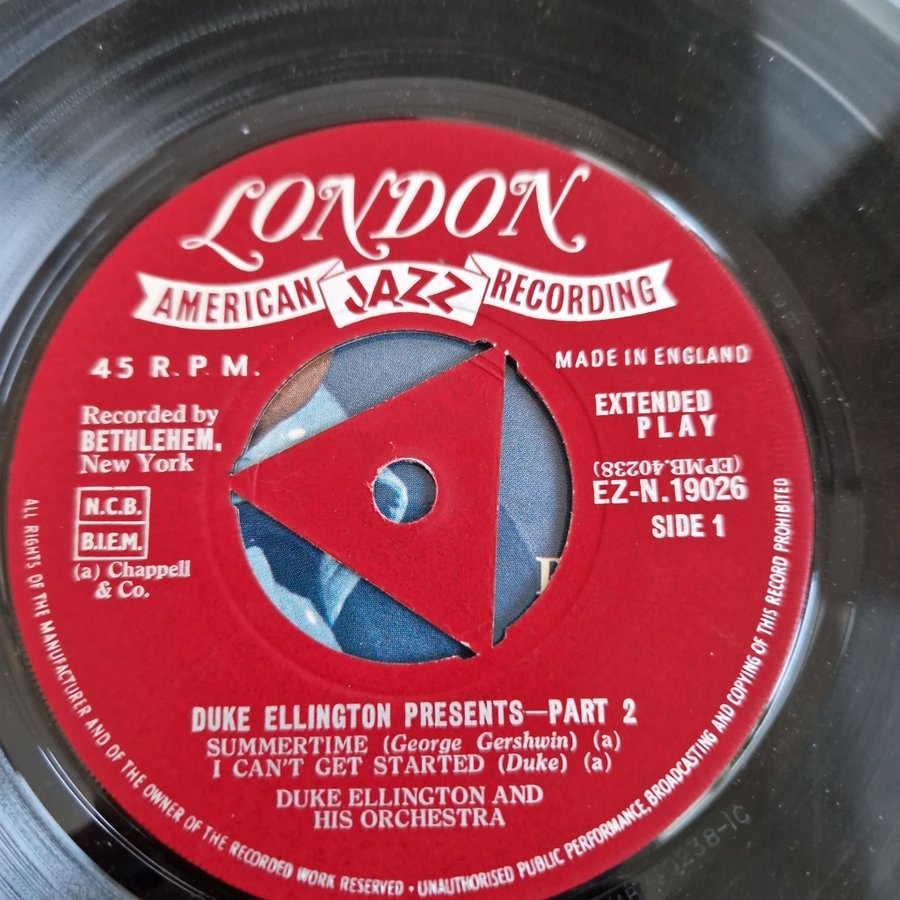 LONDON
AMERICAN JAZZ RECORDING
45 R.P.M.
MADE IN ENGLAND
Recorded by
BETHLEHEM,
New York
EXTENDED
PLAY
(EPMB.40238)
EZ-N.19026
SIDE 1
N.C.B.
B.I.E.M.
(a) Chappell
& Co.
DUKE ELLINGTON PRESENTS—PART 2
SUMMERTIME (George Gershwin) (a)
I CAN'T GET STARTED (Duke) (a)
DUKE ELLINGTON AND
HIS ORCHESTRA
ALL RIGHTS OF THE MANUFACTURER AND OF THE OWNER OF THE RECORDED WORK RESERVED · UNAUTHORISED PUBLIC PERFORMANCE, BROADCASTING AND COPYING OF THIS RECORD PROHIBITED